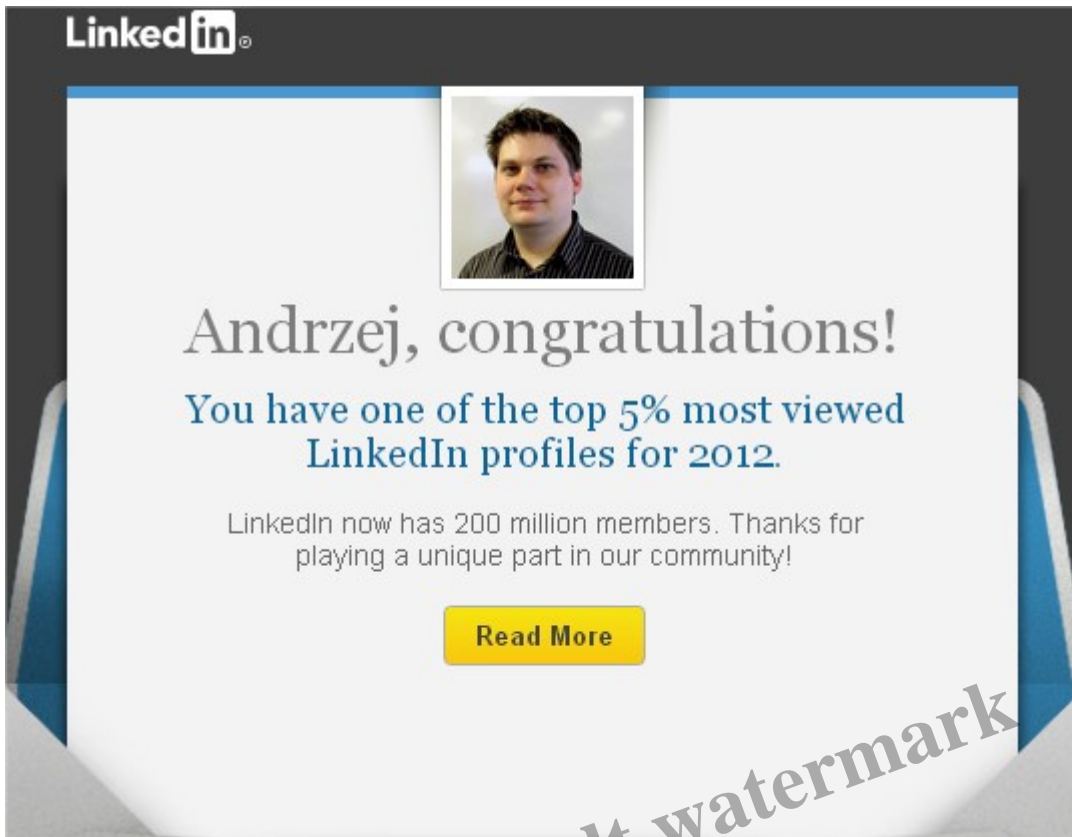 Linked in ®
Andrzej, congratulations!
You have one of the top 5% most viewed
LinkedIn profiles for 2012.
LinkedIn now has 200 million members. Thanks for
playing a unique part in our community!
Read More
watermark